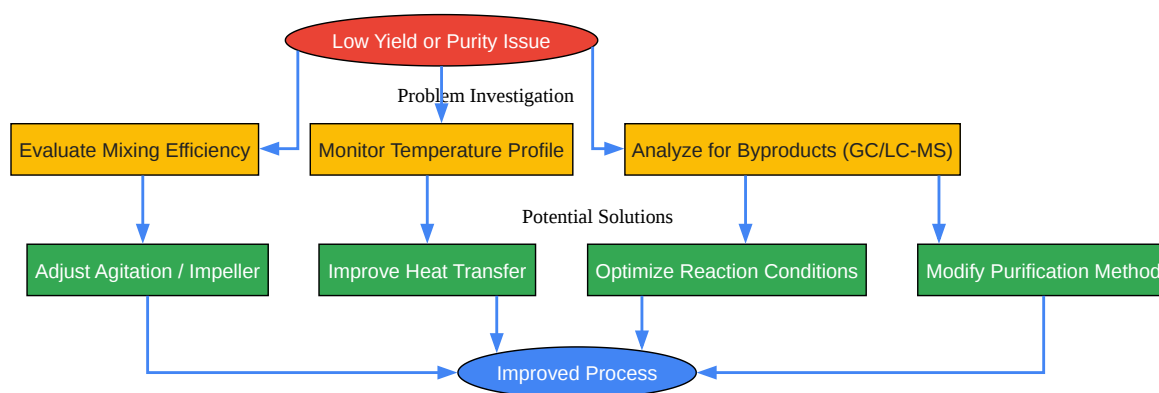 Low Yield or Purity Issue
Problem Investigation
Evaluate Mixing Efficiency
Monitor Temperature Profile
Analyze for Byproducts (GC/LC-MS)
Potential Solutions
Adjust Agitation / Impeller
Improve Heat Transfer
Optimize Reaction Conditions
Modify Purification Method
Improved Process